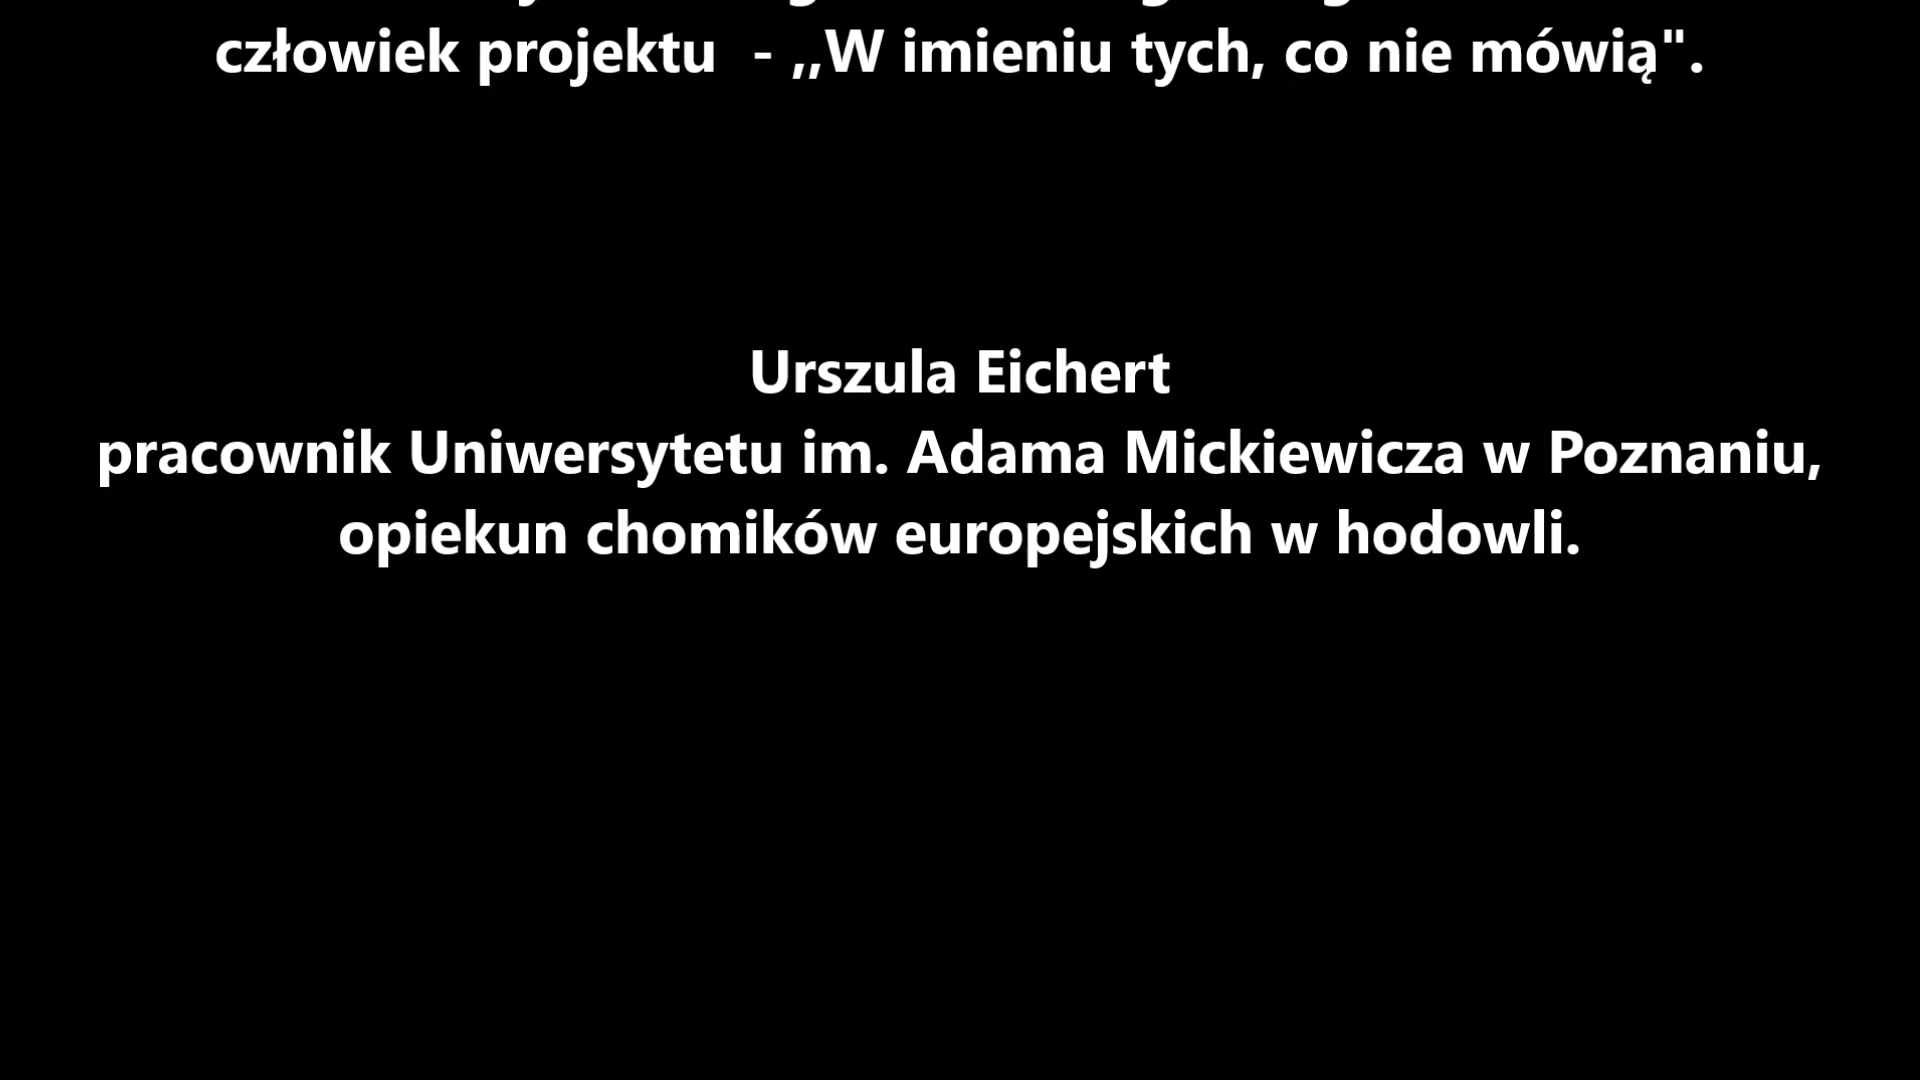 człowiek projektu  - ,,W imieniu tych, co nie mówią".
Urszula Eichert
pracownik Uniwersytetu im. Adama Mickiewicza w Poznaniu,
opiekun chomików europejskich w hodowli.